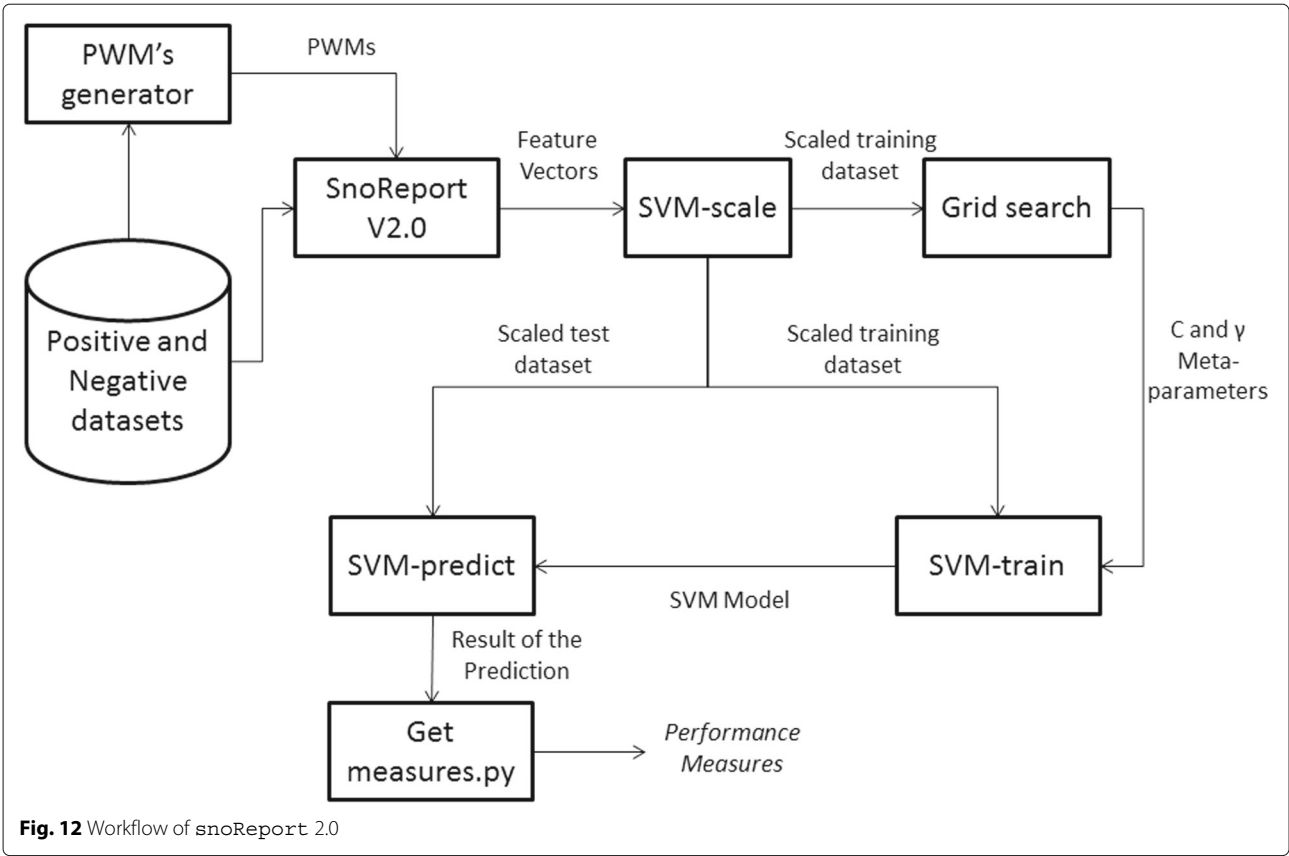 PWM's
generator
PWMs
SnoReport
V2.0
Feature
Vectors
SVM-scale
Scaled training
dataset
Grid search
Positive and
Negative
datasets
Scaled test
dataset
Scaled training
dataset
C and γ
Meta-
parameters
SVM-predict
SVM Model
SVM-train
Result of the
Prediction
Get
measures.py
Performance
Measures
Fig. 12 Workflow of snoReport 2.0